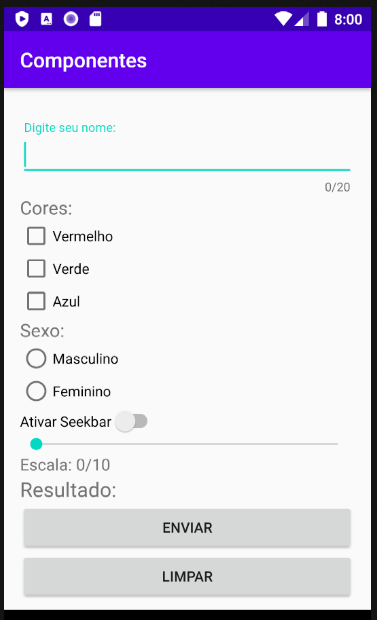 8:00
Componentes
Digite seu nome:
0/20
Cores:
Vermelho
Verde
Azul
Sexo:
Masculino
Feminino
Ativar Seekbar
Escala: 0/10
Resultado:
ENVIAR
LIMPAR